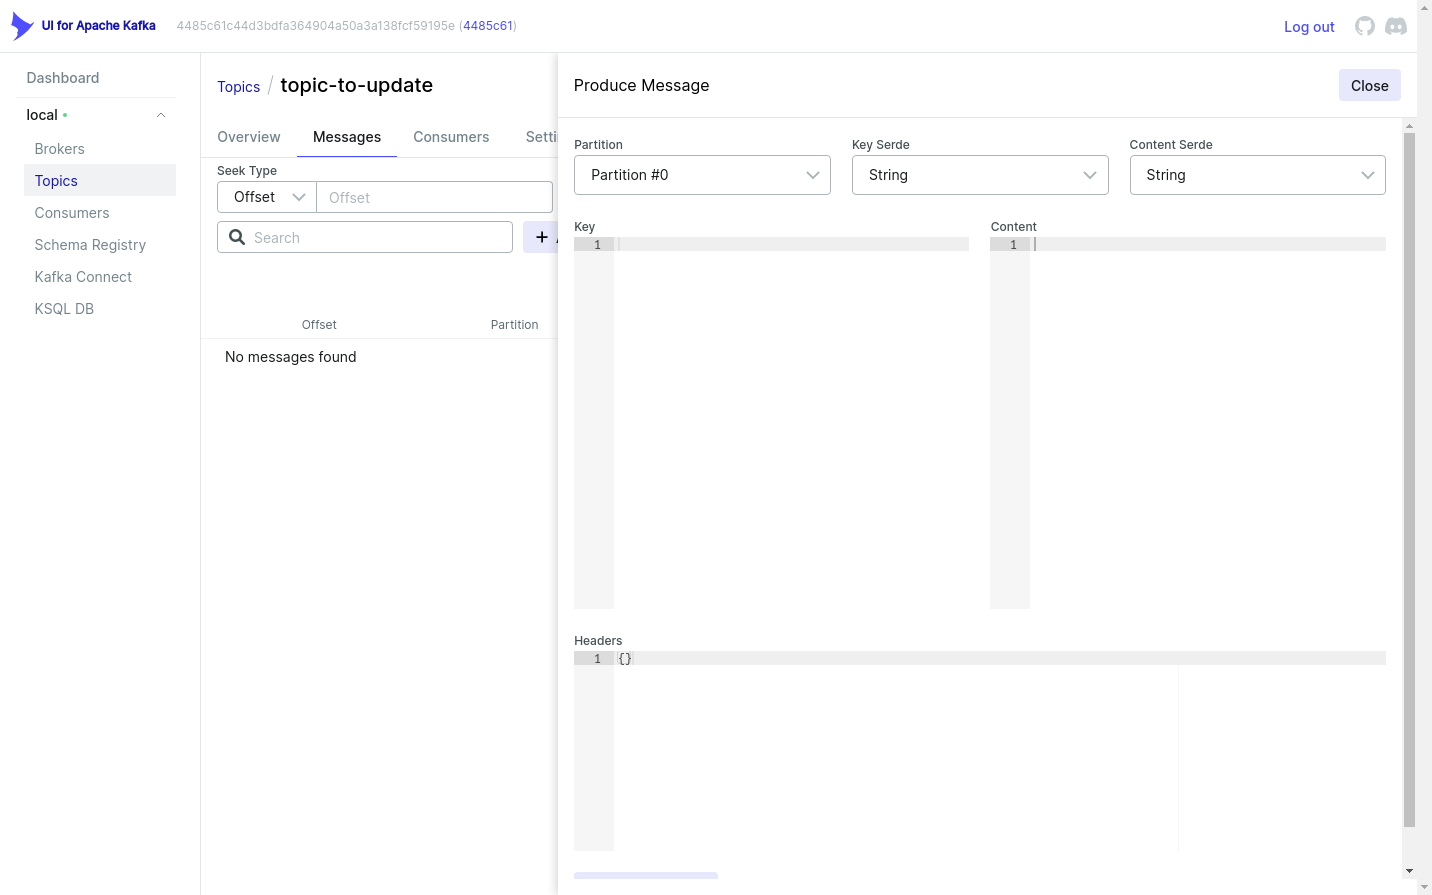 UI for Apache Kafka
4485c61c44d3bdfa364904a50a3a138fcf59195e (4485c61)
Log out
Dashboard
local
Brokers
Topics
Consumers
Schema Registry
Kafka Connect
KSQL DB
Topics / topic-to-update
Overview
Messages
Consumers
Setti
Seek Type
Offset
Offset
Search
+
Offset
Partition
No messages found
Produce Message
Close
Partition
Partition #0
Key Serde
String
Content Serde
String
Key
1
Content
1
Headers
1 {}